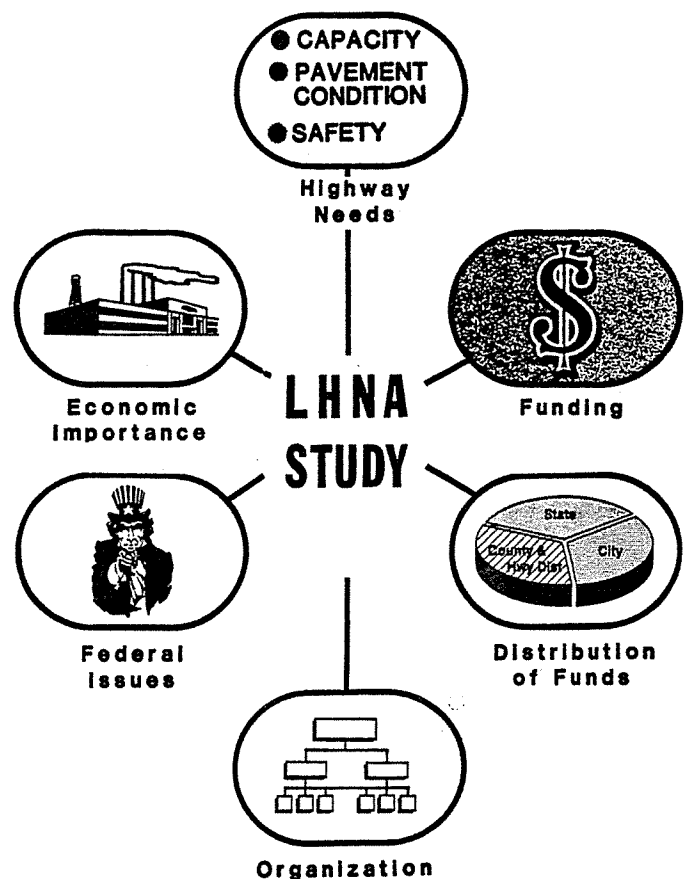 CAPACITY
PAVEMENT
CONDITION
SAFETY
Highway
Needs
$
Economic
Importance
LHNA
STUDY
Funding
State
County &
Hwy Dist
City
Federal
Issues
Distribution
of Funds
Organization